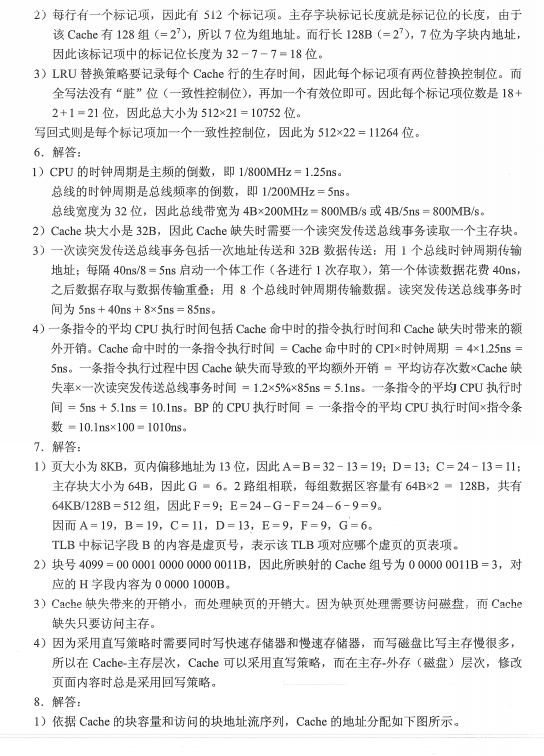 2）每行有一个标记项，因此有 512 个标记项。主存字块标记长度就是标记位的长度，由于
该 Cache 有 128 组（= 2⁷），所以 7 位为组地址。而行长 128B（= 2⁷），7 位为字块内地址，
因此该标记项中的标记位长度为 32 − 7 − 7 = 18 位。
3）LRU 替换策略要记录每个 Cache 行的生存时间，因此每个标记项有两位替换控制位。而
全写法没有“脏”位（一致性控制位），再加一个有效位即可。因此每个标记项位数是 18 +
2 + 1 = 21 位，因此总大小为 512×21 = 10752 位。
写回式则是每个标记项加一个一致性控制位，因此为 512×22 = 11264 位。
6．解答：
1）CPU 的时钟周期是主频的倒数，即 1/800MHz = 1.25ns。
总线的时钟周期是总线频率的倒数，即 1/200MHz = 5ns。
总线宽度为 32 位，因此总线带宽为 4B×200MHz = 800MB/s 或 4B/5ns = 800MB/s。
2）Cache 块大小是 32B，因此 Cache 缺失时需要一个读突发传送总线事务读取一个主存块。
3）一次读突发传送总线事务包括一次地址传送和 32B 数据传送：用 1 个总线时钟周期传输
地址；每隔 40ns/8 = 5ns 启动一个体工作（各进行 1 次存取），第一个体读数据花费 40ns，
之后数据存取与数据传输重叠；用 8 个总线时钟周期传输数据。读突发传送总线事务时
间为 5ns + 40ns + 8×5ns = 85ns。
4）一条指令的平均 CPU 执行时间包括 Cache 命中时的指令执行时间和 Cache 缺失时带来的额
外开销。Cache 命中时的一条指令执行时间 = Cache 命中时的 CPI×时钟周期 = 4×1.25ns =
5ns。一条指令执行过程中因 Cache 缺失而导致的平均额外开销 = 平均访存次数×Cache 缺
失率×一次读突发传送总线事务时间 = 1.2×5%×85ns = 5.1ns。一条指令的平均 CPU 执行时
间 = 5ns + 5.1ns = 10.1ns。BP 的 CPU 执行时间 = 一条指令的平均 CPU 执行时间×指令条
数 = 10.1ns×100 = 1010ns。
7．解答：
1）页大小为 8KB，页内偏移地址为 13 位，因此 A = B = 32 − 13 = 19；D = 13；C = 24 − 13 = 11；
主存块大小为 64B，因此 G = 6。2 路组相联，每组数据区容量有 64B×2 = 128B，共有
64KB/128B = 512 组，因此 F = 9；E = 24 − G − F = 24 − 6 − 9 = 9。
因而 A = 19，B = 19，C = 11，D = 13，E = 9，F = 9，G = 6。
TLB 中标记字段 B 的内容是虚页号，表示该 TLB 项对应哪个虚页的页表项。
2）块号 4099 = 00 0001 0000 0000 0011B，因此所映射的 Cache 组号为 0 0000 0011B = 3，对
应的 H 字段内容为 0 0000 1000B。
3）Cache 缺失带来的开销小，而处理缺页的开销大。因为缺页处理需要访问磁盘，而 Cache
缺失只要访问主存。
4）因为采用直写策略时需要同时写快速存储器和慢速存储器，而写磁盘比写主存慢很多，
所以在 Cache-主存层次，Cache 可以采用直写策略，而在主存-外存（磁盘）层次，修改
页面内容时总是采用回写策略。
8．解答：
1）依据 Cache 的块容量和访问的块地址流序列，Cache 的地址分配如下图所示。